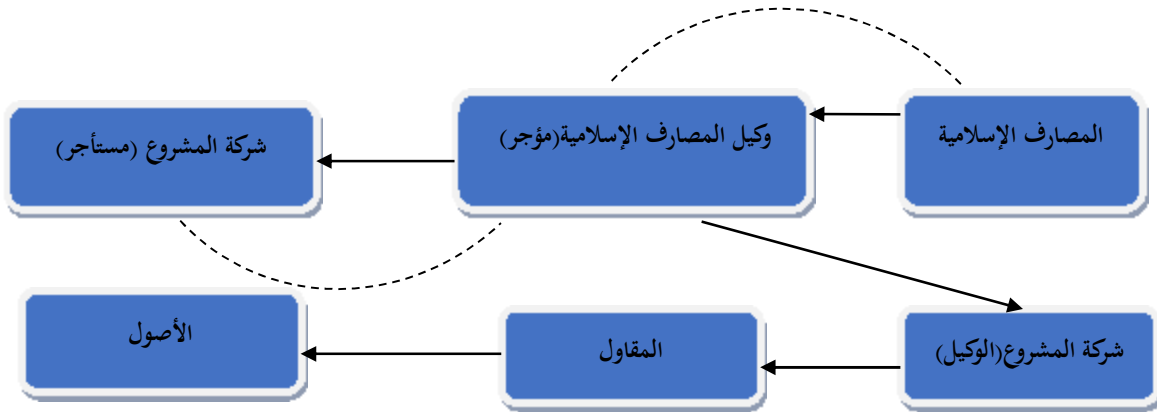 المصارف الإسلامية
وكيل المصارف الإسلامية(مؤجر)
شركة المشروع (مستأجر)
شركة المشروع(الوكيل)
المقاول
الأصول